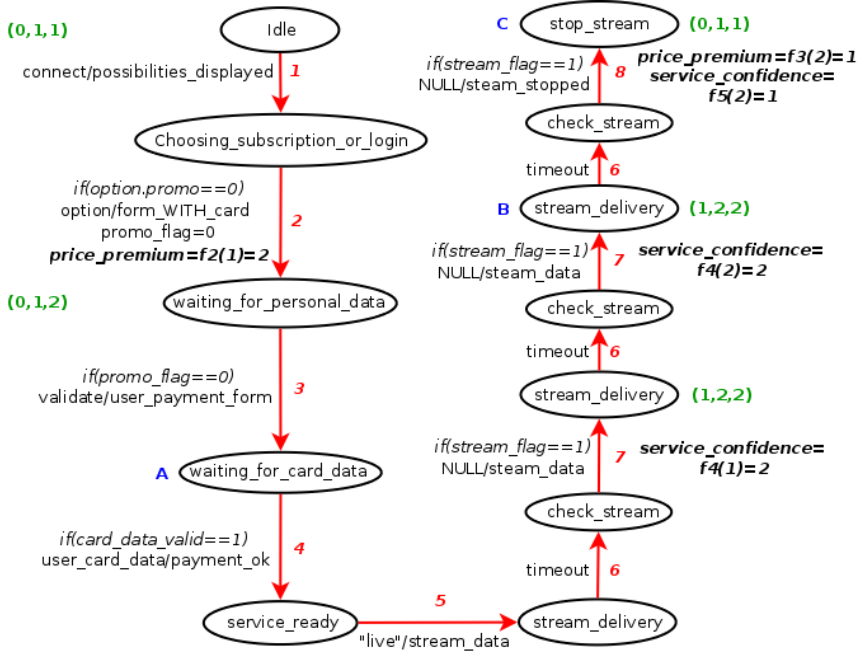 (0,1,1)
Idle
connect/possibilities_displayed
1
Choosing_subscription_or_login
if(option.promo==0)
option/form_WITH_card
promo_flag=0
price_premium=f2(1)=2
2
(0,1,2)
waiting_for_personal_data
if(promo_flag==0)
validate/user_payment_form
3
A
waiting_for_card_data
if(card_data_valid==1)
user_card_data/payment_ok
4
service_ready
5
"live"/stream_data
stream_delivery
timeout
6
check_stream
if(stream_flag==1)
NULL/steam_data
7
service_confidence=
f4(1)=2
stream_delivery
(1,2,2)
timeout
6
check_stream
if(stream_flag==1)
NULL/steam_data
7
service_confidence=
f4(2)=2
B
stream_delivery
(1,2,2)
timeout
6
check_stream
if(stream_flag==1)
NULL/steam_stopped
8
price_premium=f3(2)=1
service_confidence=
f5(2)=1
C
stop_stream
(0,1,1)